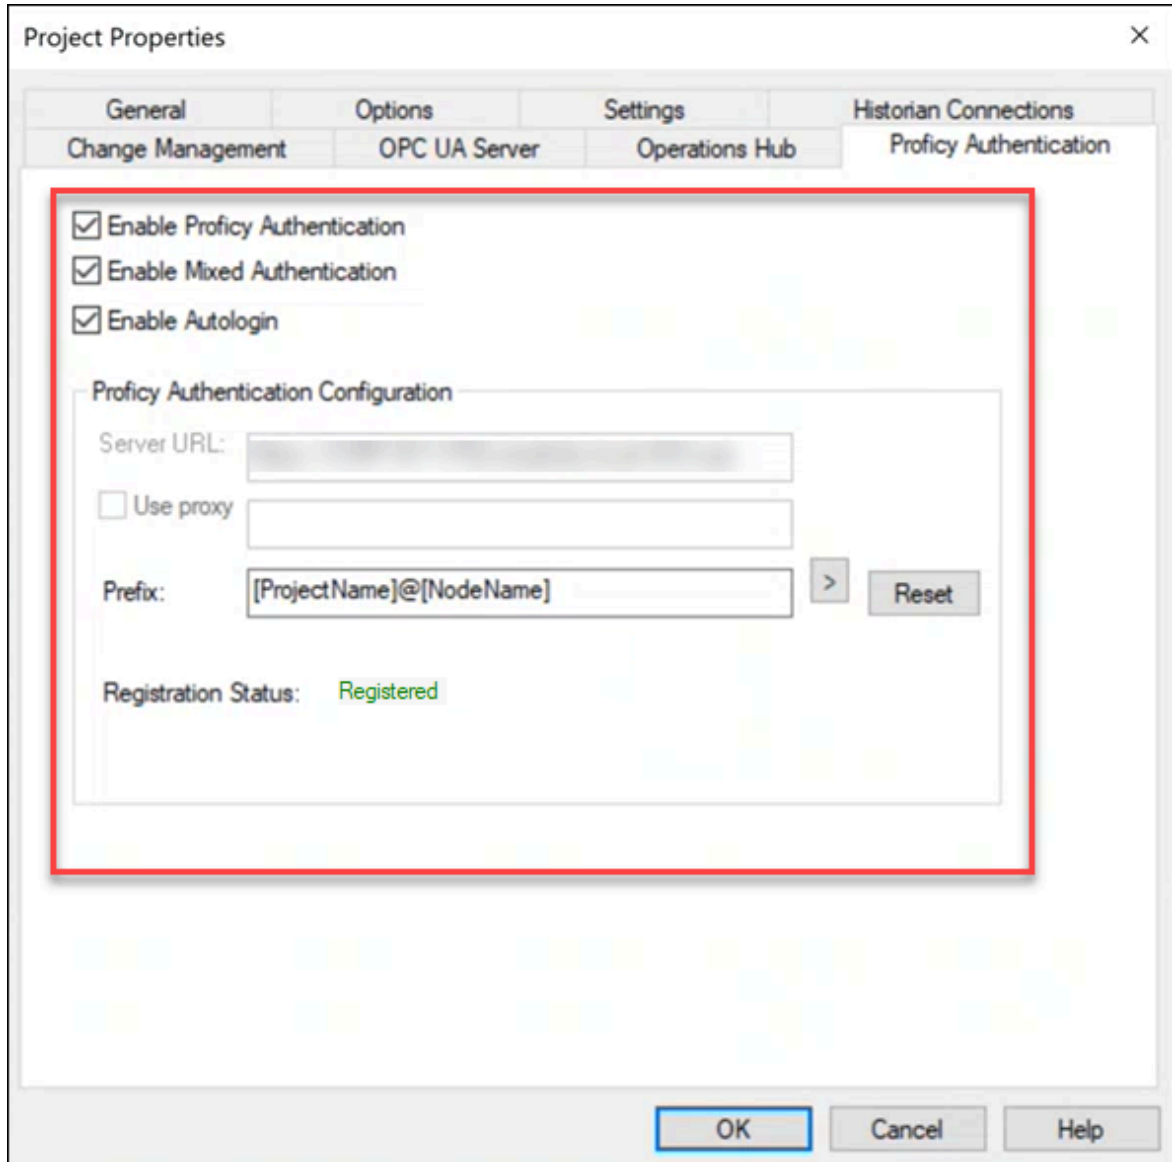 Project Properties
General Options Settings Historian Connections
Change Management OPC UA Server Operations Hub Proficy Authentication
Enable Proficy Authentication
Enable Mixed Authentication
Enable Autologin
Proficy Authentication Configuration
Server URL:
Use proxy
Prefix: [ProjectName]@[NodeName] > Reset
Registration Status: Registered
OK Cancel Help